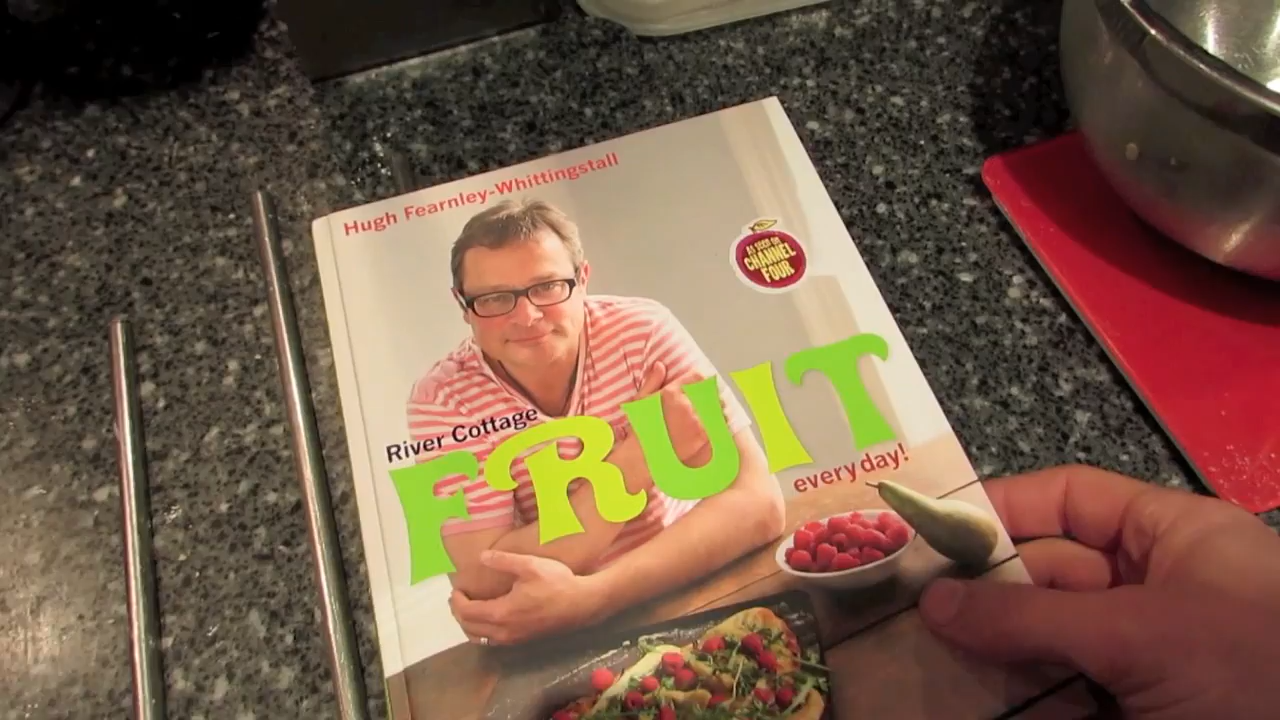 Hugh Fearnley-Whittingstall
AS SEEN ON
CHANNEL
FOUR
River Cottage
FRUIT
every day!